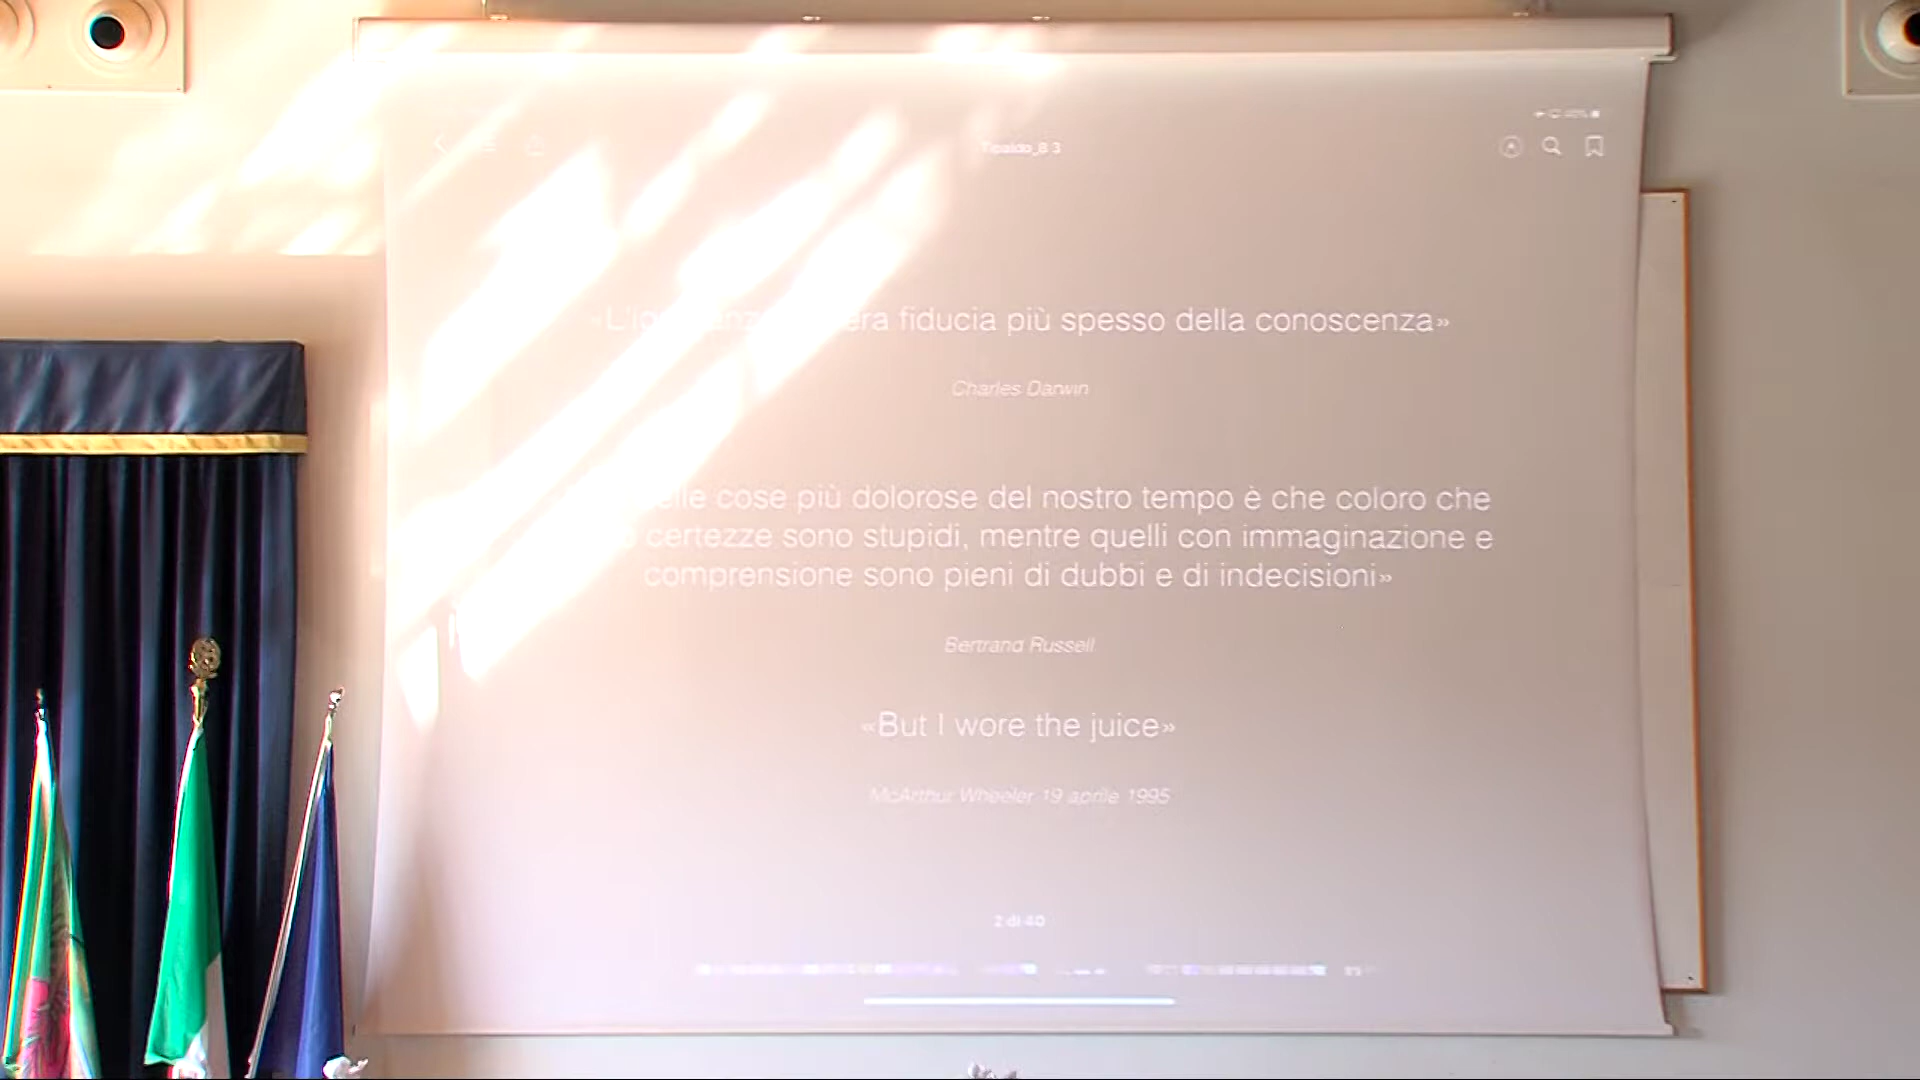 Tipaldo_8 3
fiducia più spesso della conoscenza»
Charles Darwin
cose più dolorose del nostro tempo è che coloro che
certezze sono stupidi, mentre quelli con immaginazione e
comprensione sono pieni di dubbi e di indecisioni»
Bertrand Russell
«But I wore the juice»
McArthur Wheeler 19 aprile 1995
2 di 40